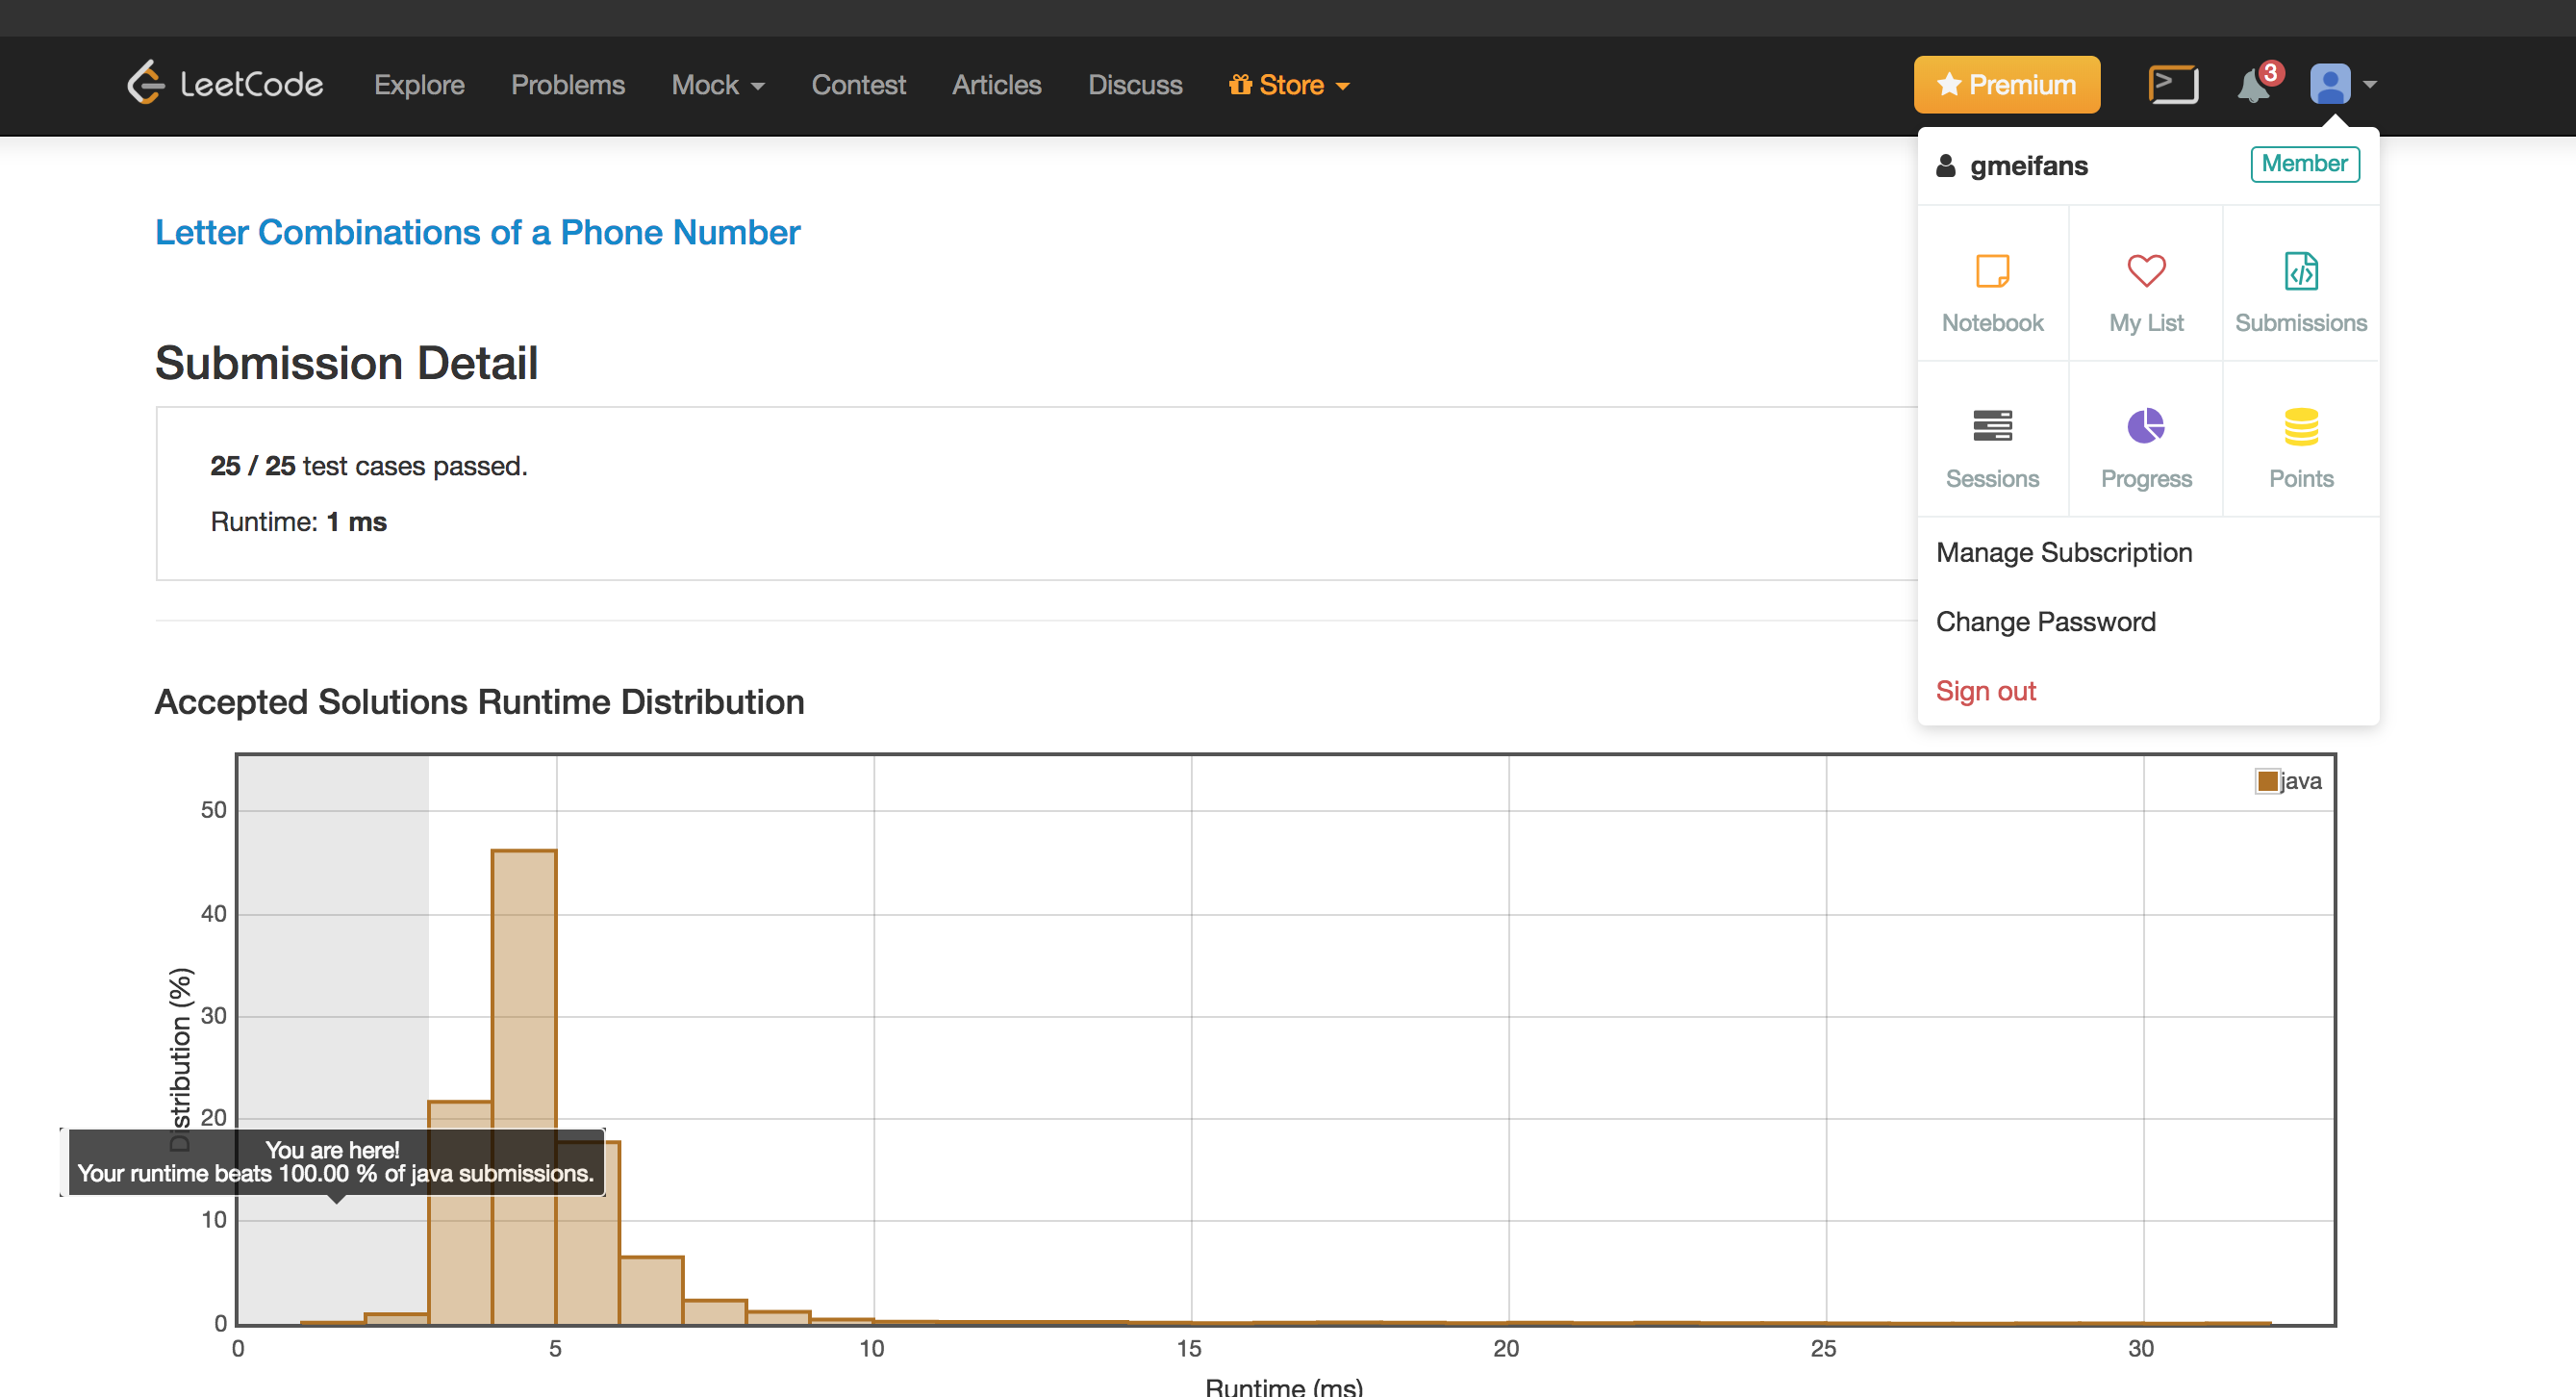 LeetCode Explore Problems Mock Contest Articles Discuss Store Premium 3
gmeifans Member
Letter Combinations of a Phone Number
Notebook My List Submissions
Submission Detail
25 / 25 test cases passed.
Runtime: 1 ms
Sessions Progress Points
Manage Subscription
Change Password
Sign out
Accepted Solutions Runtime Distribution
java
50
40
30
20
10
0
Distribution (%)
You are here!
Your runtime beats 100.00 % of java submissions.
0 5 10 15 20 25 30
Runtime (ms)